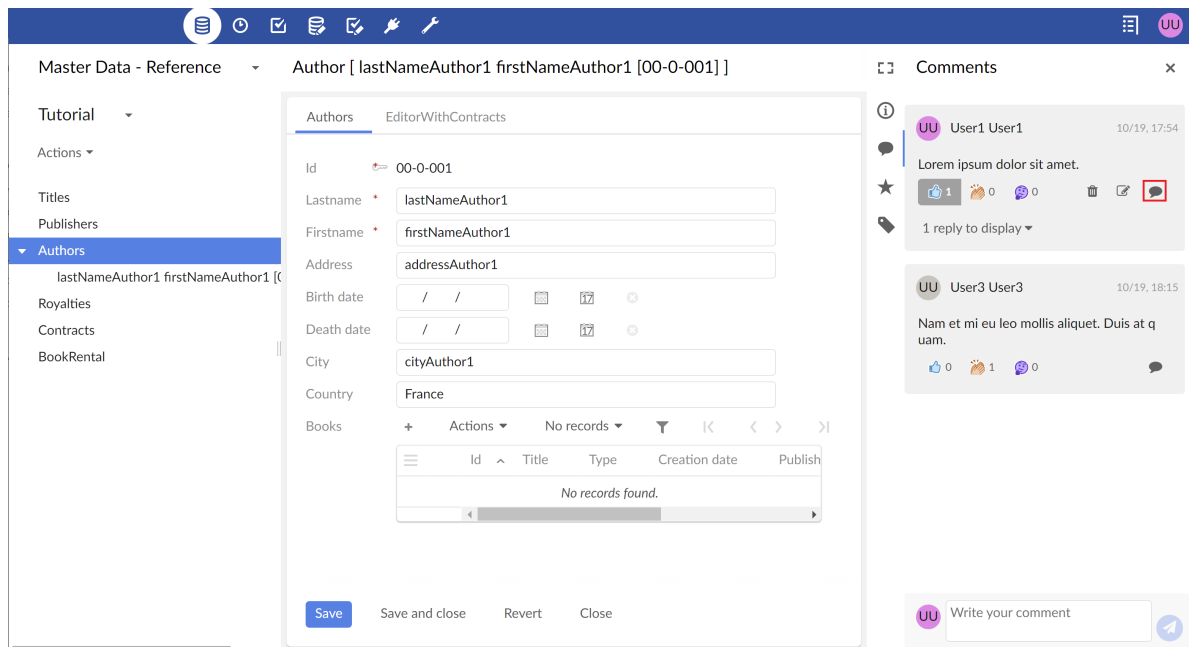 UU
Master Data - Reference
Author [ lastNameAuthor1 firstNameAuthor1 [00-0-001] ]
Comments
Tutorial
Actions
Titles
Publishers
Authors
lastNameAuthor1 firstNameAuthor1 [0
Royalties
Contracts
BookRental
Authors EditorWithContracts
Id 00-0-001
Lastname * lastNameAuthor1
Firstname * firstNameAuthor1
Address addressAuthor1
Birth date / / 17
Death date / / 17
City cityAuthor1
Country France
Books + Actions No records
Id Title Type Creation date Publish
No records found.
Save Save and close Revert Close
UU User1 User1 10/19, 17:54
Lorem ipsum dolor sit amet.
1 0 0
1 reply to display
UU User3 User3 10/19, 18:15
Nam et mi eu leo mollis aliquet. Duis at q
uam.
0 1 0
UU Write your comment